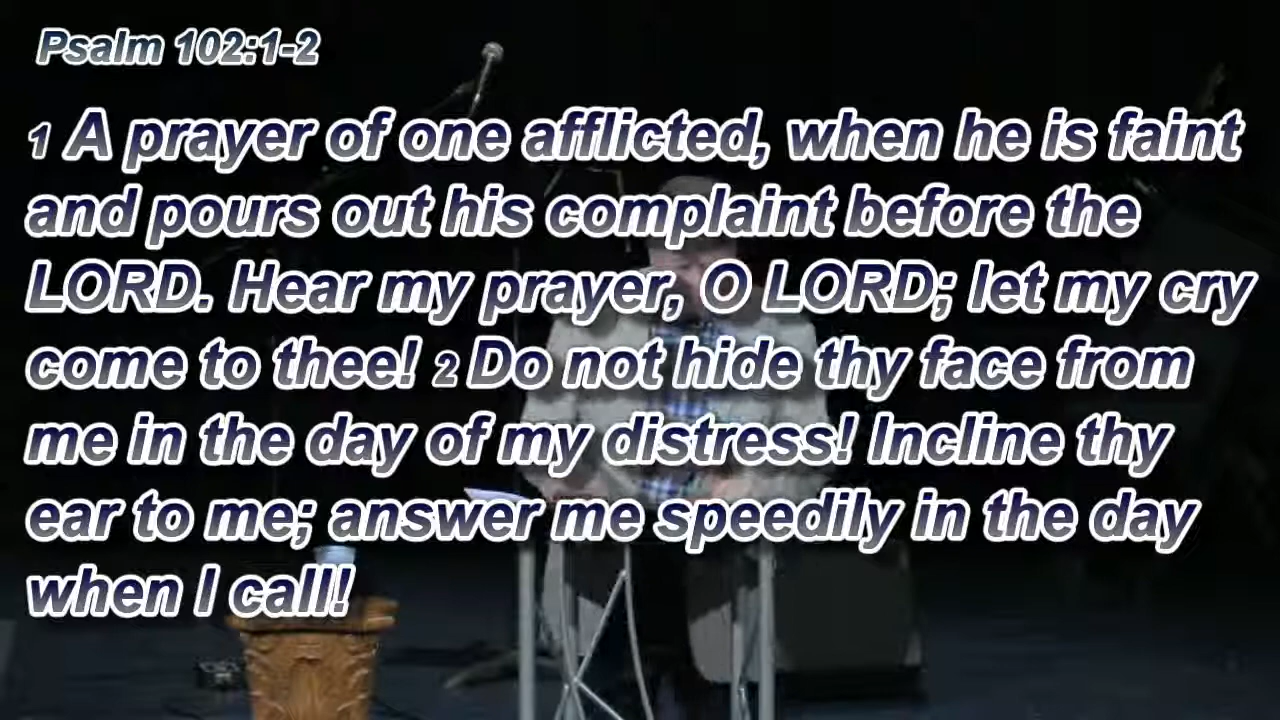 Psalm 102:1-2
1 A prayer of one afflicted, when he is faint
and pours out his complaint before the
LORD. Hear my prayer, O LORD; let my cry
come to thee! 2 Do not hide thy face from
me in the day of my distress! Incline thy
ear to me; answer me speedily in the day
when I call!